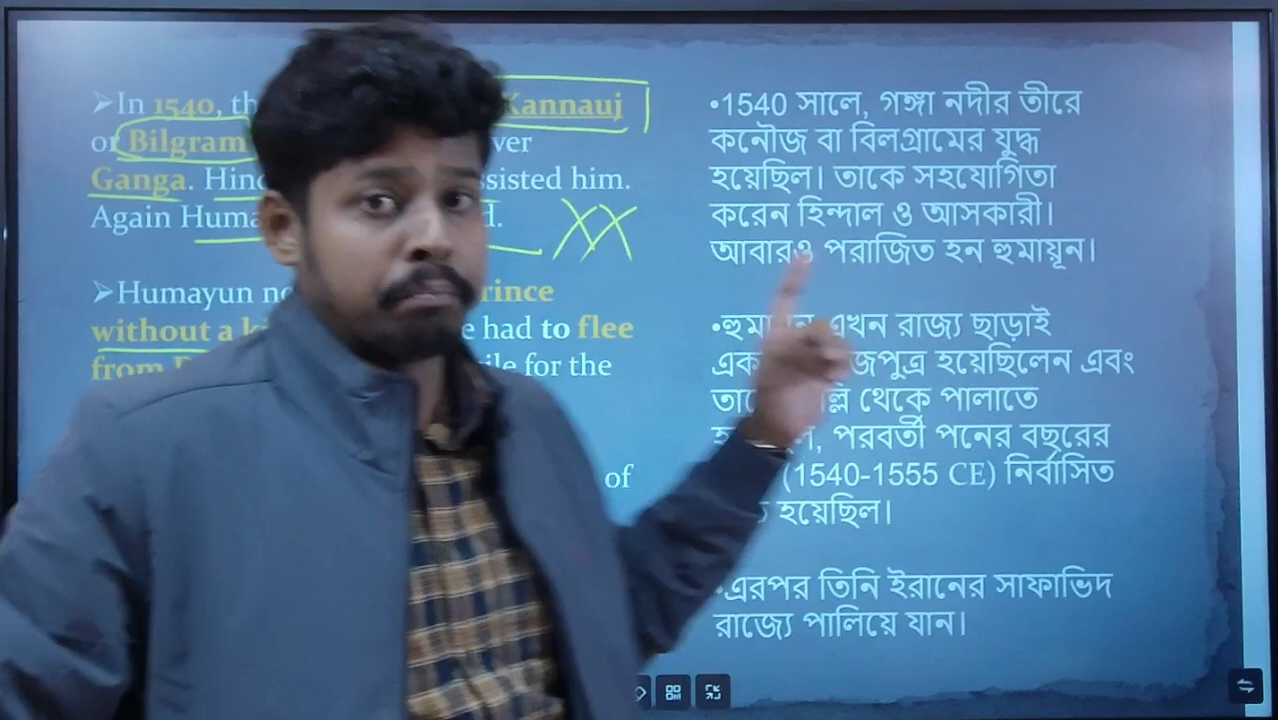 ➢In 1540, th Kannauj
or Bilgram ver
Ganga. Hind ssisted him.
Again Huma d.
➢Humayun no rince
without a ki e had to flee
from ile for the
of
•1540 সালে, গঙ্গা নদীর তীরে
কনৌজ বা বিলগ্রামের যুদ্ধ
হয়েছিল। তাকে সহযোগিতা
করেন হিন্দাল ও আসকারী।
আবারও পরাজিত হন হুমায়ূন।
•হুমায়ূন এখন রাজ্য ছাড়াই
এক জপুত্র হয়েছিলেন এবং
তাকে ল্লি থেকে পালাতে
হ ল, পরবর্তী পনের বছরের
(1540-1555 CE) নির্বাসিত
হয়েছিল।
•এরপর তিনি ইরানের সাফাভিদ
রাজ্যে পালিয়ে যান।